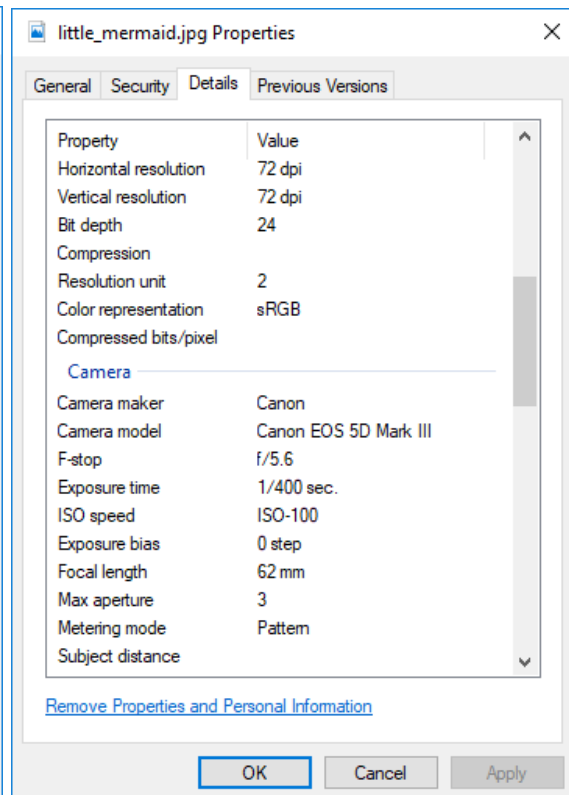 little_mermaid.jpg Properties
General Security Details Previous Versions
Property Value
Horizontal resolution 72 dpi
Vertical resolution 72 dpi
Bit depth 24
Compression
Resolution unit 2
Color representation sRGB
Compressed bits/pixel
Camera
Camera maker Canon
Camera model Canon EOS 5D Mark III
F-stop f/5.6
Exposure time 1/400 sec.
ISO speed ISO-100
Exposure bias 0 step
Focal length 62 mm
Max aperture 3
Metering mode Pattern
Subject distance
Remove Properties and Personal Information
OK Cancel Apply